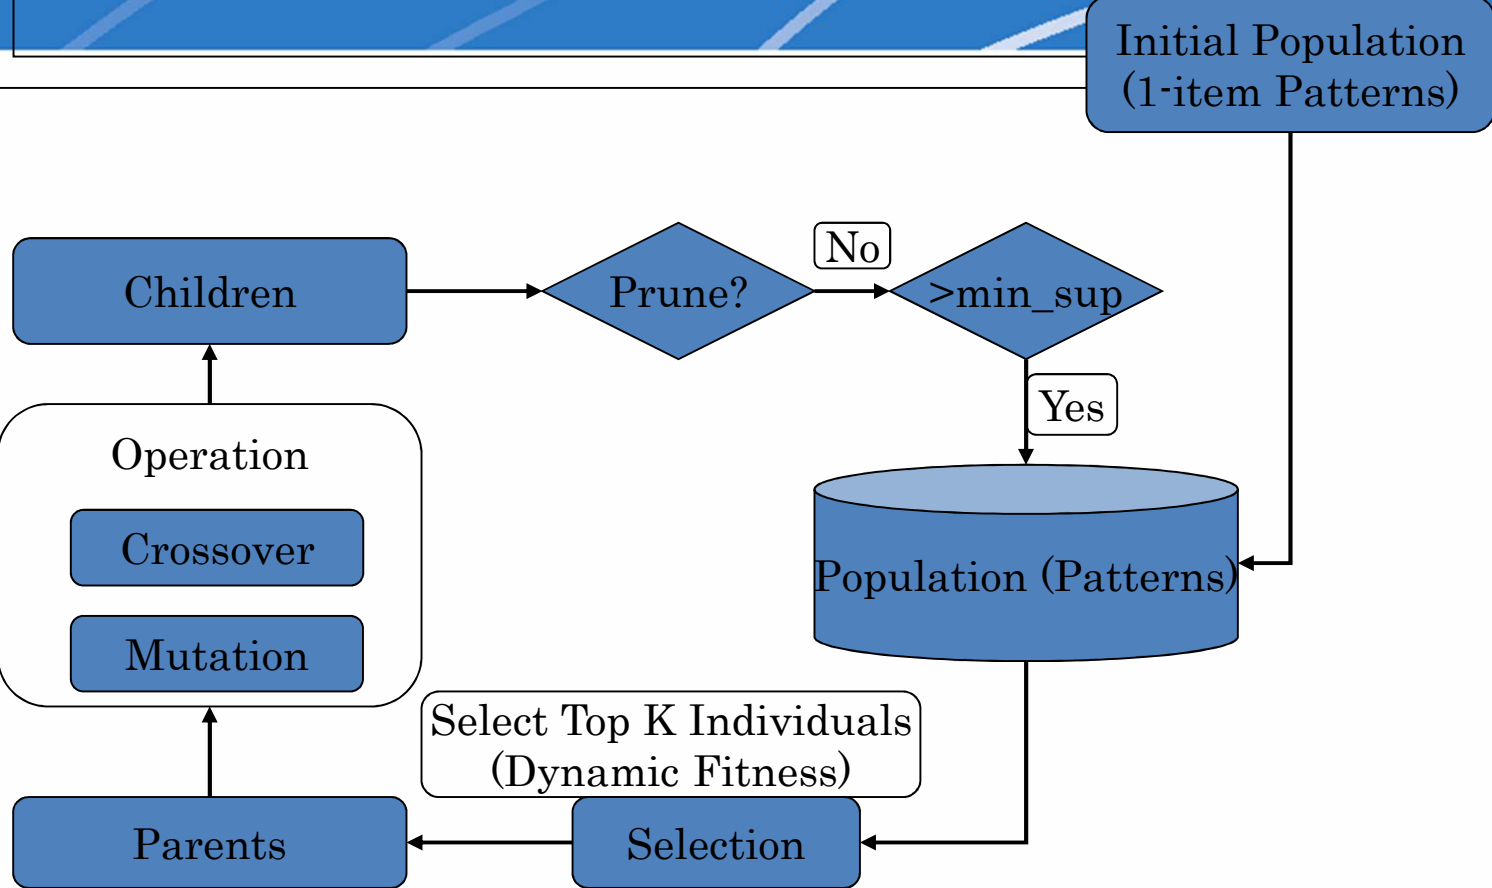 Initial Population
(1-item Patterns)
Children
Prune?
No
>min_sup
Yes
Operation
Crossover
Mutation
Population (Patterns)
Select Top K Individuals
(Dynamic Fitness)
Parents
Selection